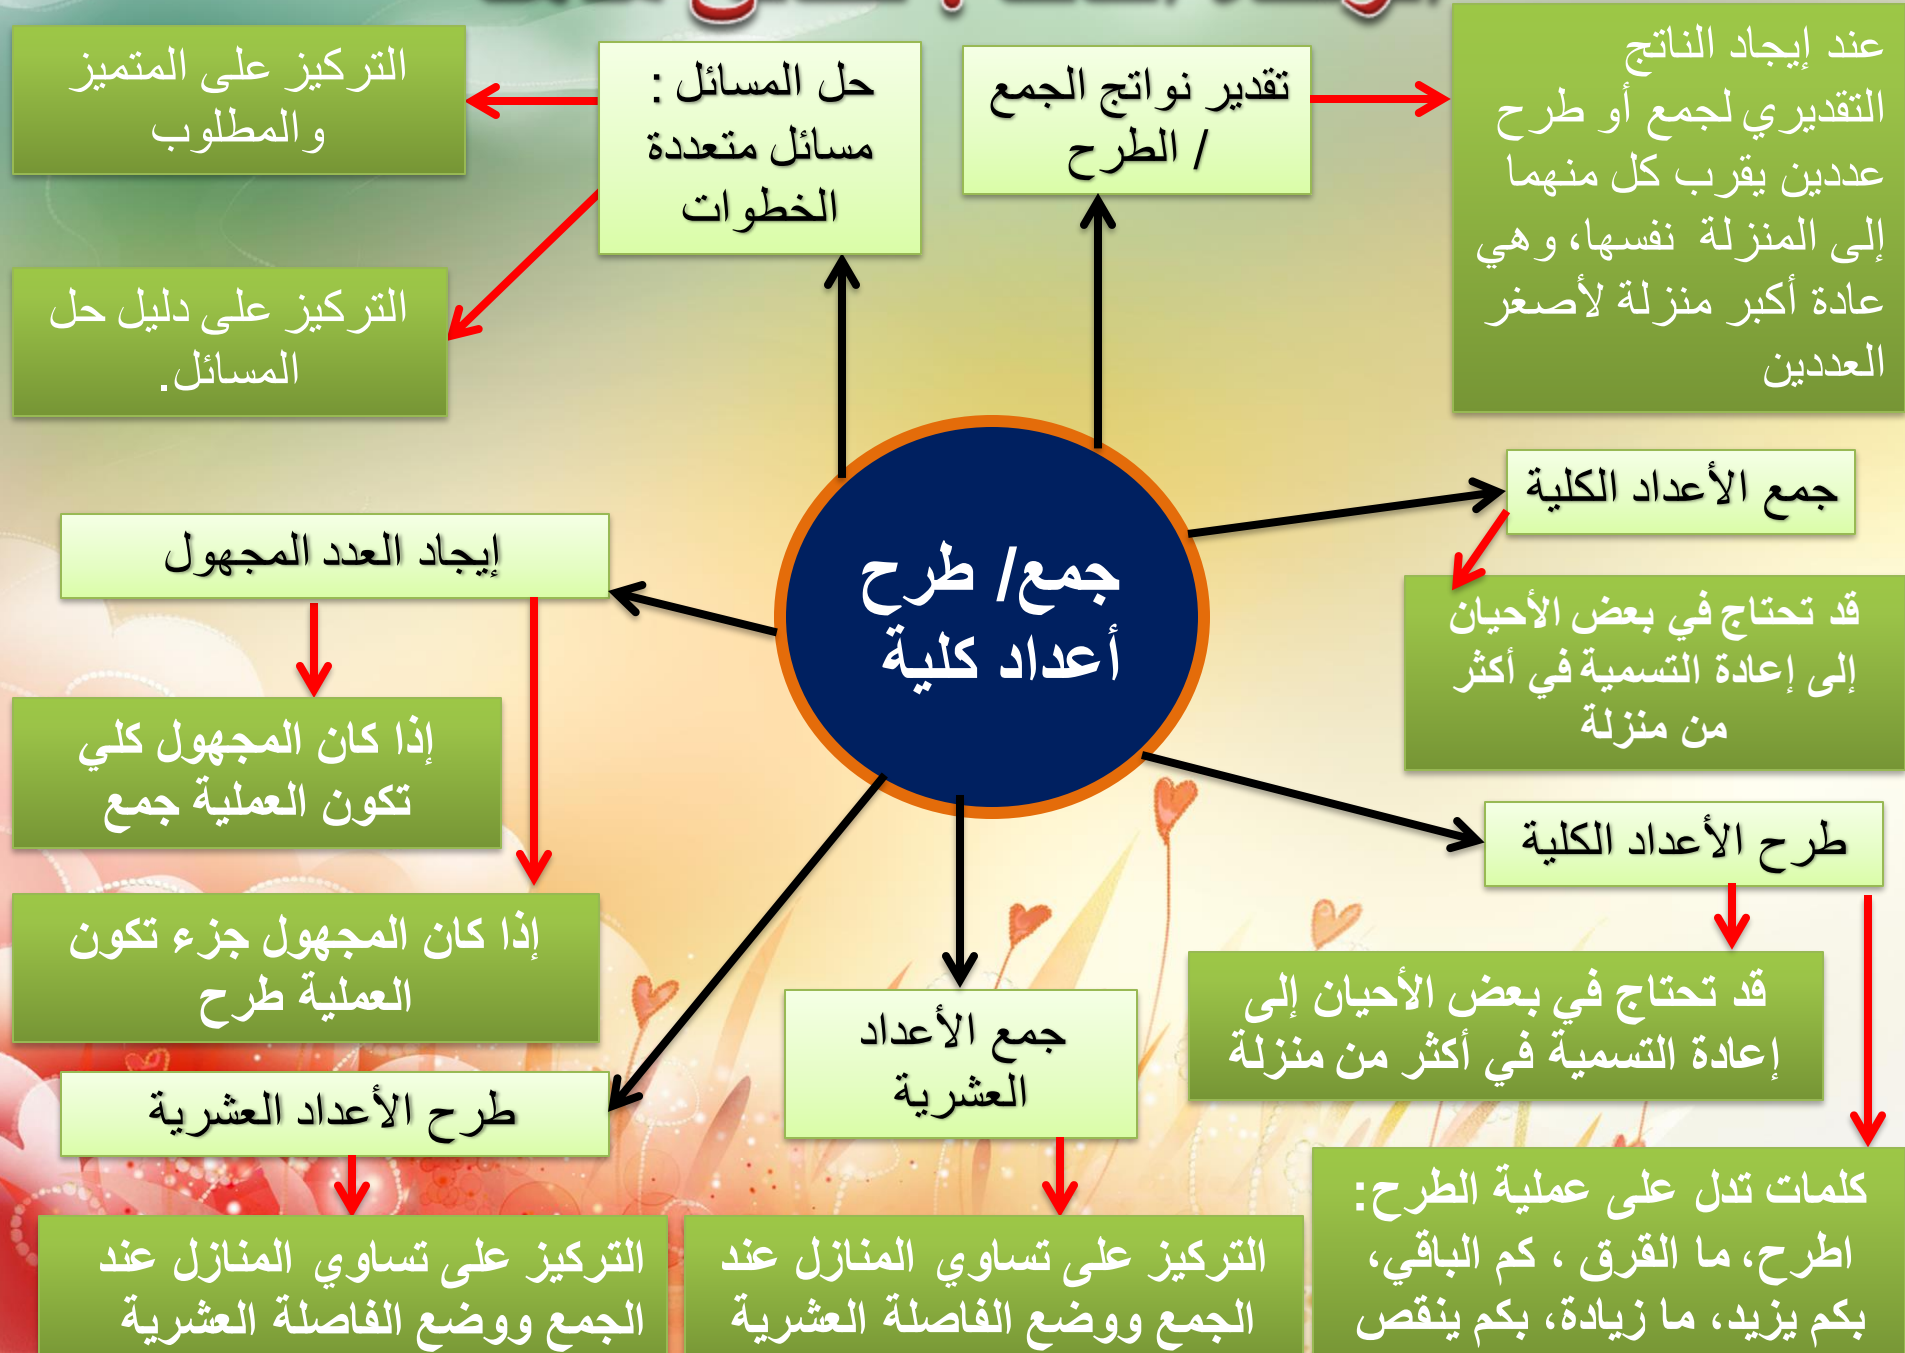 عند إيجاد الناتج
التقديري لجمع أو طرح
عددين يقرب كل منهما
إلى المنزلة نفسها، وهي
عادة أكبر منزلة لأصغر
العددين
تقدير نواتج الجمع
/ الطرح
حل المسائل :
مسائل متعددة
الخطوات
التركيز على المتميز
والمطلوب
التركيز على دليل حل
المسائل.
جمع الأعداد الكلية
قد تحتاج في بعض الأحيان
إلى إعادة التسمية في أكثر
من منزلة
جمع/ طرح
أعداد كلية
إيجاد العدد المجهول
إذا كان المجهول كلي
تكون العملية جمع
إذا كان المجهول جزء تكون
العملية طرح
طرح الأعداد الكلية
قد تحتاج في بعض الأحيان إلى
إعادة التسمية في أكثر من منزلة
كلمات تدل على عملية الطرح:
اطرح، ما القرق ، كم الباقي،
بكم يزيد، ما زيادة، بكم ينقص
جمع الأعداد
العشرية
التركيز على تساوي المنازل عند
الجمع ووضع الفاصلة العشرية
طرح الأعداد العشرية
التركيز على تساوي المنازل عند
الجمع ووضع الفاصلة العشرية